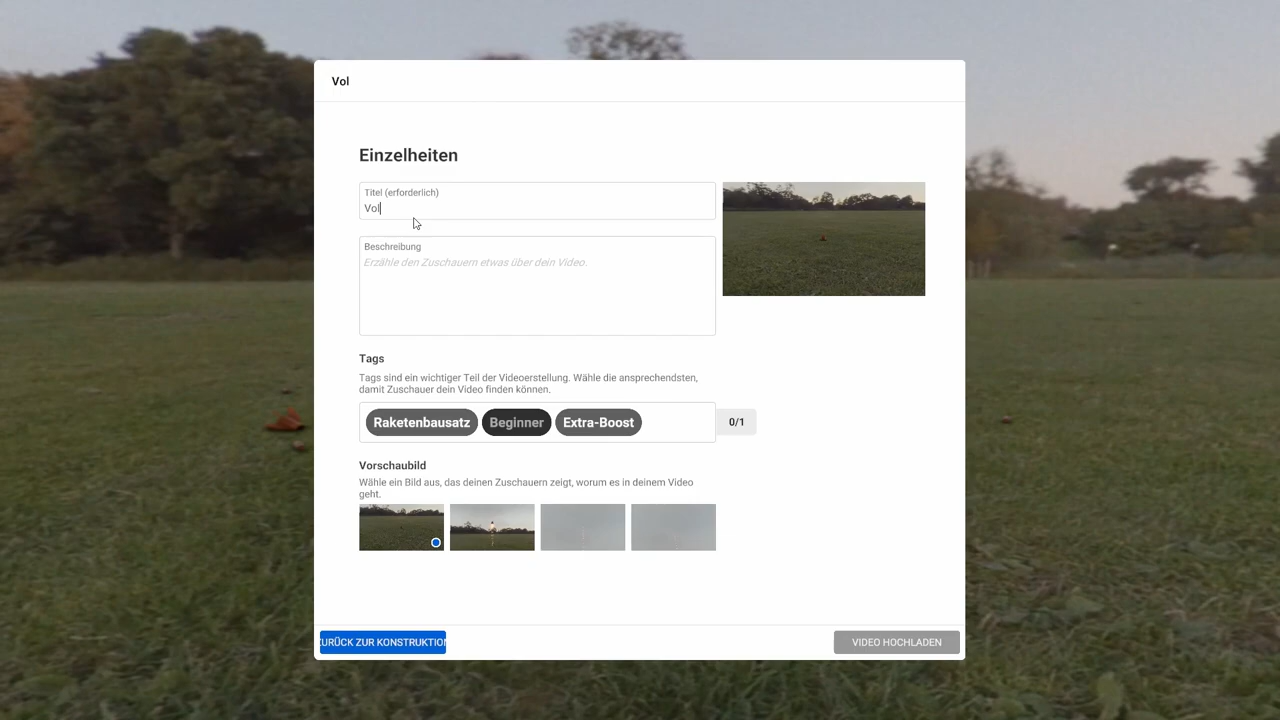 Vol
Einzelheiten
Titel (erforderlich)
Vol
Beschreibung
Erzähle den Zuschauern etwas über dein Video.
Tags
Tags sind ein wichtiger Teil der Videoerstellung. Wähle die ansprechendsten,
damit Zuschauer dein Video finden können.
Raketenbausatz Beginner Extra-Boost 0/1
Vorschaubild
Wähle ein Bild aus, das deinen Zuschauern zeigt, worum es in deinem Video
geht.
ZURÜCK ZUR KONSTRUKTION VIDEO HOCHLADEN